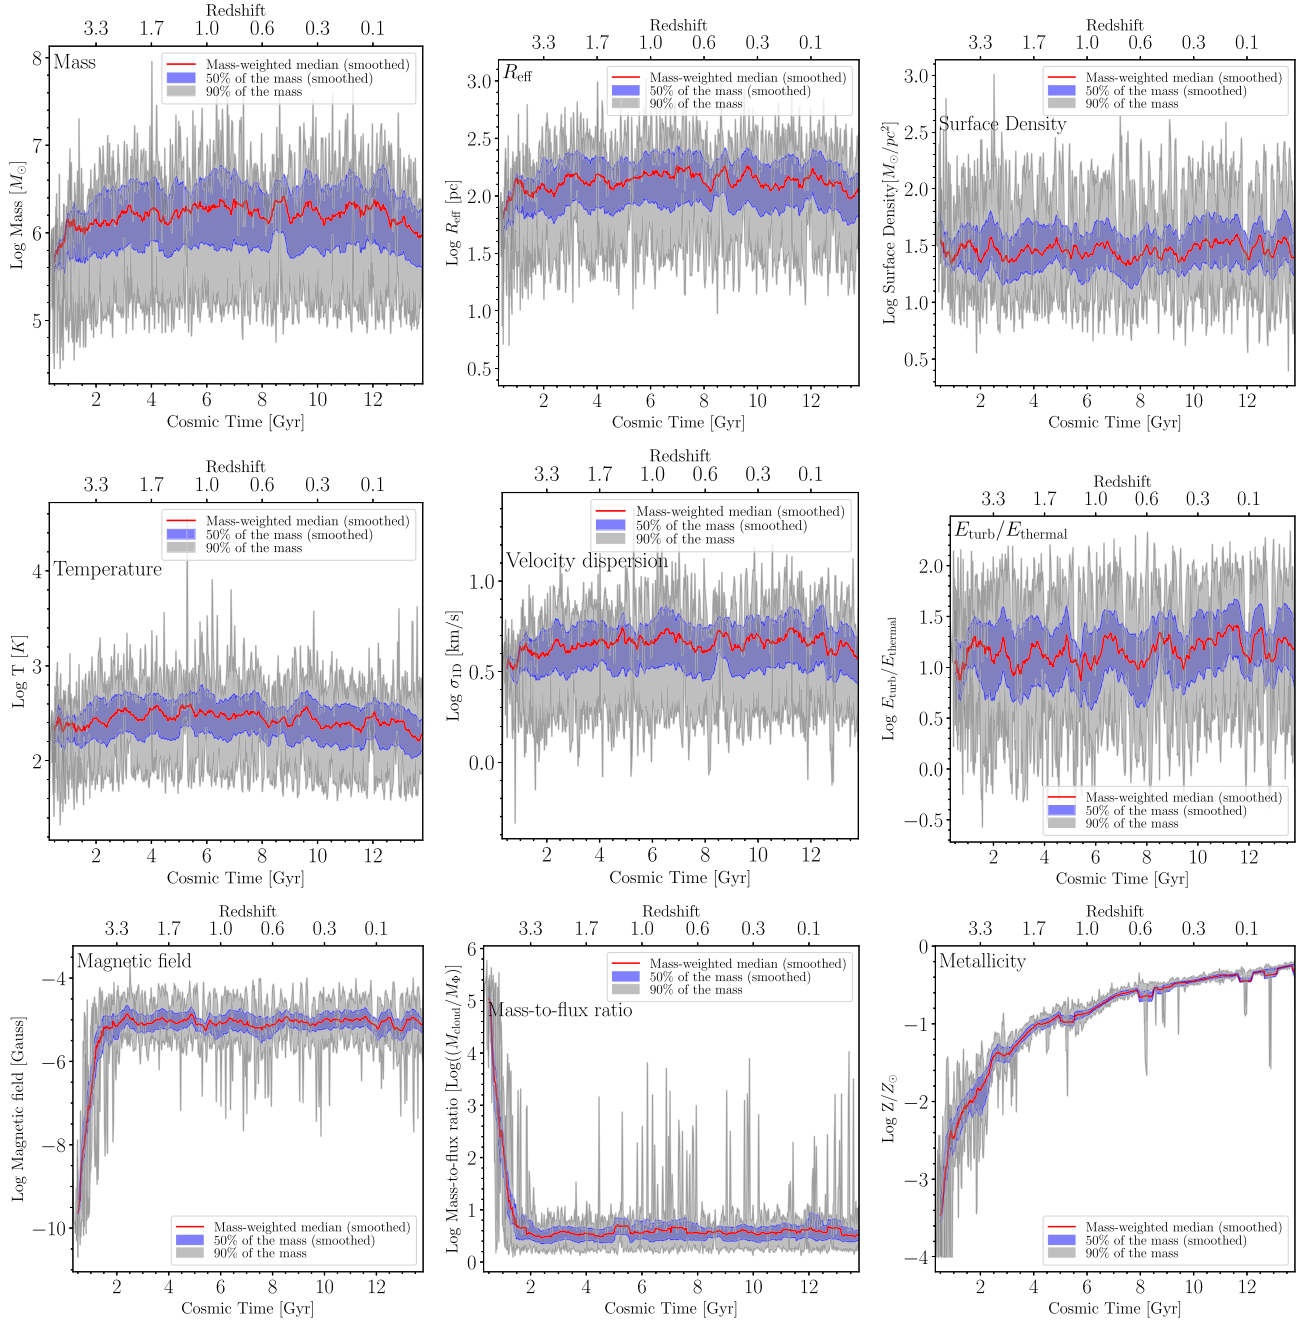 Redshift
3.3 1.7 1.0 0.6 0.3 0.1
Mass
Mass-weighted median (smoothed)
50% of the mass (smoothed)
90% of the mass
Log Mass [M⊙]
8
7
6
5
2 4 6 8 10 12
Cosmic Time [Gyr]
Redshift
3.3 1.7 1.0 0.6 0.3 0.1
R_eff
Mass-weighted median (smoothed)
50% of the mass (smoothed)
90% of the mass
Log R_eff [pc]
3.0
2.5
2.0
1.5
1.0
0.5
2 4 6 8 10 12
Cosmic Time [Gyr]
Redshift
3.3 1.7 1.0 0.6 0.3 0.1
Mass-weighted median (smoothed)
50% of the mass (smoothed)
90% of the mass
Surface Density
Log Surface Density[M⊙/pc²]
3.0
2.5
2.0
1.5
1.0
0.5
2 4 6 8 10 12
Cosmic Time [Gyr]
Redshift
3.3 1.7 1.0 0.6 0.3 0.1
Mass-weighted median (smoothed)
50% of the mass (smoothed)
90% of the mass
Temperature
Log T [K]
4
3
2
2 4 6 8 10 12
Cosmic Time [Gyr]
Redshift
3.3 1.7 1.0 0.6 0.3 0.1
Mass-weighted median (smoothed)
50% of the mass (smoothed)
90% of the mass
Velocity dispersion
Log σ_1D [km/s]
1.0
0.5
0.0
2 4 6 8 10 12
Cosmic Time [Gyr]
Redshift
3.3 1.7 1.0 0.6 0.3 0.1
E_turb/E_thermal
Log E_turb/E_thermal
2.0
1.5
1.0
0.5
0.0
−0.5
Mass-weighted median (smoothed)
50% of the mass (smoothed)
90% of the mass
2 4 6 8 10 12
Cosmic Time [Gyr]
Redshift
3.3 1.7 1.0 0.6 0.3 0.1
Magnetic field
Log Magnetic field [Gauss]
−4
−6
−8
−10
Mass-weighted median (smoothed)
50% of the mass (smoothed)
90% of the mass
2 4 6 8 10 12
Cosmic Time [Gyr]
Redshift
3.3 1.7 1.0 0.6 0.3 0.1
Mass-weighted median (smoothed)
50% of the mass (smoothed)
90% of the mass
Mass-to-flux ratio
Log Mass-to-flux ratio [Log((M_cloud/M_Φ)]
6
5
4
3
2
1
0
2 4 6 8 10 12
Cosmic Time [Gyr]
Redshift
3.3 1.7 1.0 0.6 0.3 0.1
Metallicity
Log Z/Z⊙
0
−1
−2
−3
−4
Mass-weighted median (smoothed)
50% of the mass (smoothed)
90% of the mass
2 4 6 8 10 12
Cosmic Time [Gyr]